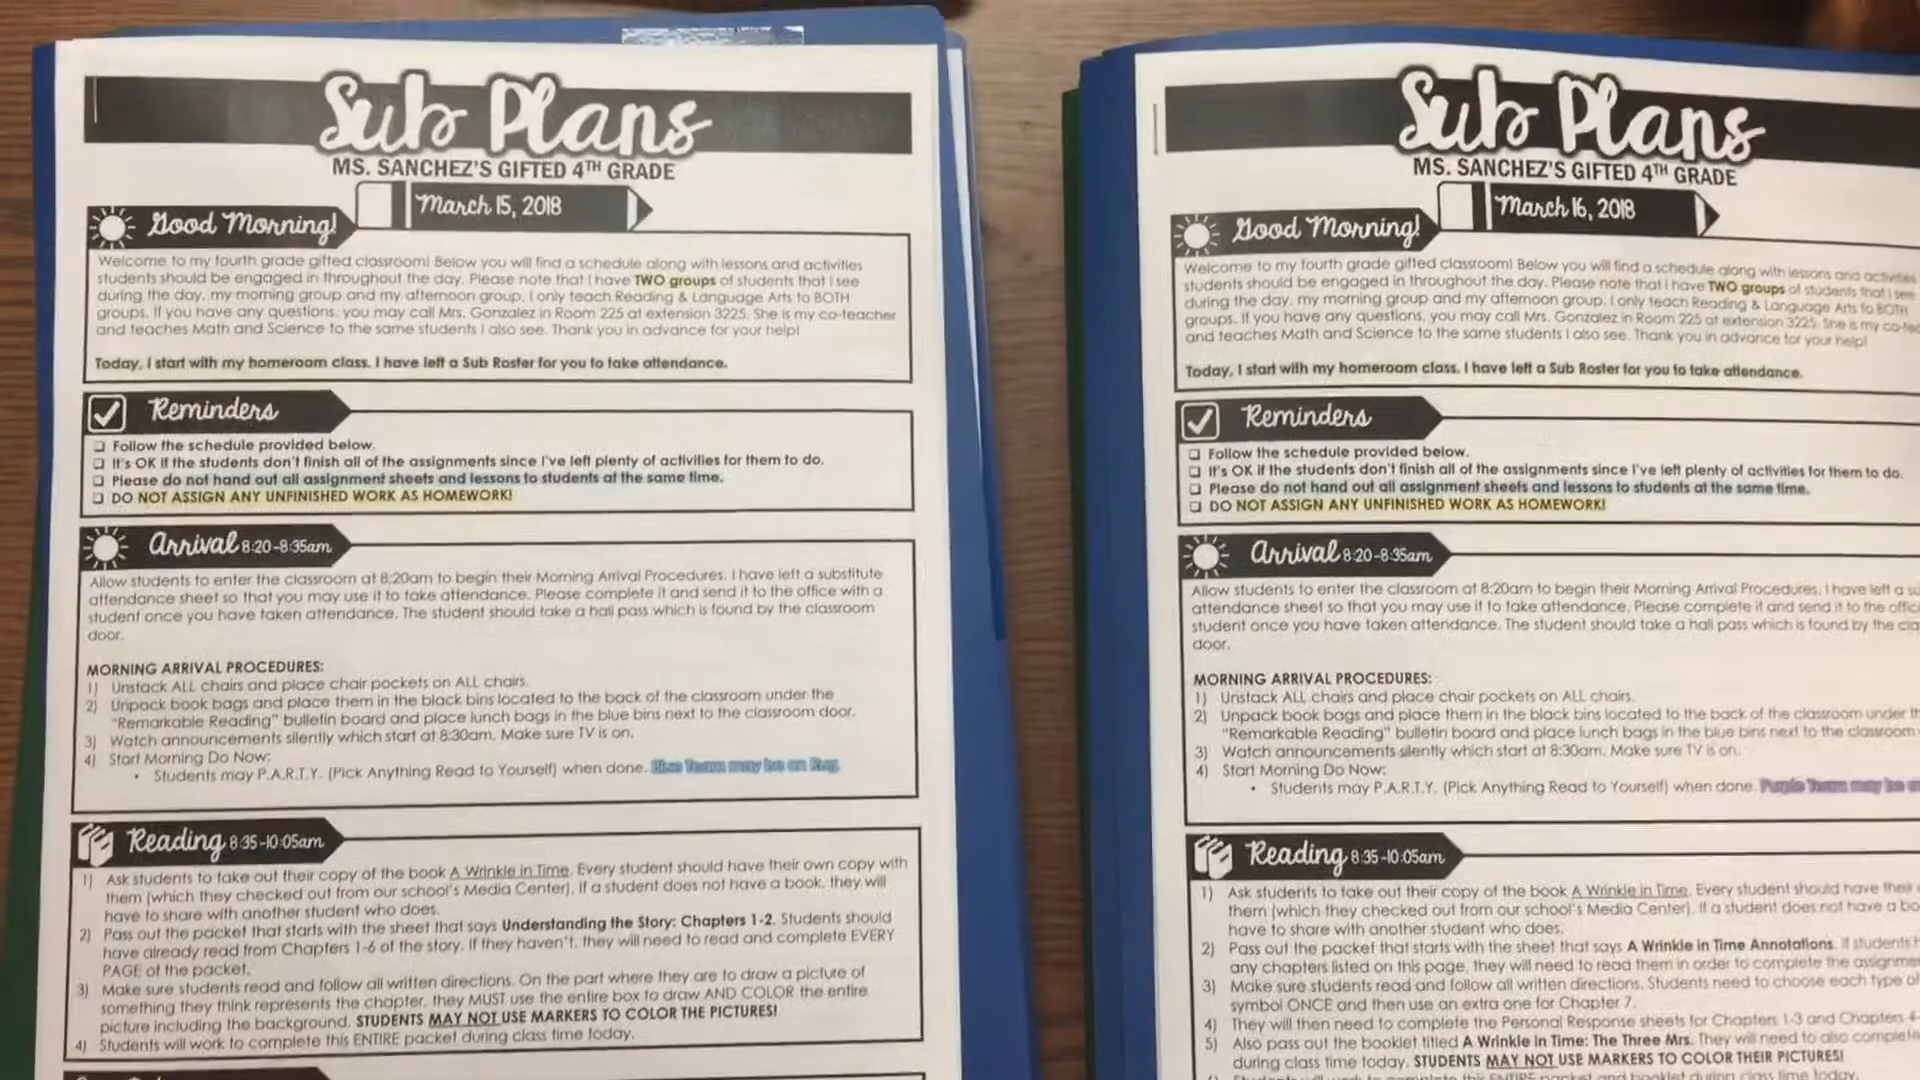 Sub Plans
MS. SANCHEZ'S GIFTED 4TH GRADE
March 15, 2018
Good Morning!
Welcome to my fourth grade gifted classroom! Below you will find a schedule along with lessons and activities
students should be engaged in throughout the day. Please note that I have TWO groups of students that I see
during the day, my morning group and my afternoon group. I only teach Reading & Language Arts to BOTH
groups. If you have any questions, you may call Mrs. Gonzalez in Room 225 at extension 3225. She is my co-teacher
and teaches Math and Science to the same students I also see. Thank you in advance for your help!
Today, I start with my homeroom class. I have left a Sub Roster for you to take attendance.
Reminders
Follow the schedule provided below.
It's OK if the students don't finish all of the assignments since I've left plenty of activities for them to do.
Please do not hand out all assignment sheets and lessons to students at the same time.
DO NOT ASSIGN ANY UNFINISHED WORK AS HOMEWORK!
Arrival 8:20-8:35am
Allow students to enter the classroom at 8:20am to begin their Morning Arrival Procedures. I have left a substitute
attendance sheet so that you may use it to take attendance. Please complete it and send it to the office with a
student once you have taken attendance. The student should take a hall pass which is found by the classroom
door.
MORNING ARRIVAL PROCEDURES:
1) Unstack ALL chairs and place chair pockets on ALL chairs.
2) Unpack book bags and place them in the black bins located to the back of the classroom under the
"Remarkable Reading" bulletin board and place lunch bags in the blue bins next to the classroom door.
3) Watch announcements silently which start at 8:30am. Make sure TV is on.
4) Start Morning Do Now:
• Students may P.A.R.T.Y. (Pick Anything Read to Yourself) when done. Blue Team may be on Rug.
Reading 8:35-10:05am
1) Ask students to take out their copy of the book A Wrinkle in Time. Every student should have their own copy with
them (which they checked out from our school's Media Center). If a student does not have a book, they will
have to share with another student who does.
2) Pass out the packet that starts with the sheet that says Understanding the Story: Chapters 1-2. Students should
have already read from Chapters 1-6 of the story. If they haven't, they will need to read and complete EVERY
PAGE of the packet.
3) Make sure students read and follow all written directions. On the part where they are to draw a picture of
something they think represents the chapter, they MUST use the entire box to draw AND COLOR the entire
picture including the background. STUDENTS MAY NOT USE MARKERS TO COLOR THE PICTURES!
4) Students will work to complete this ENTIRE packet during class time today.
Sub Plans
MS. SANCHEZ'S GIFTED 4TH GRADE
March 16, 2018
Good Morning!
Welcome to my fourth grade gifted classroom! Below you will find a schedule along with lessons and activities
students should be engaged in throughout the day. Please note that I have TWO groups of students that I see
during the day, my morning group and my afternoon group. I only teach Reading & Language Arts to BOTH
groups. If you have any questions, you may call Mrs. Gonzalez in Room 225 at extension 3225. She is my co-
and teaches Math and Science to the same students I also see. Thank you in advance for your help!
Today, I start with my homeroom class. I have left a Sub Roster for you to take attendance.
Reminders
Follow the schedule provided below.
It's OK if the students don't finish all of the assignments since I've left plenty of activities for them to do.
Please do not hand out all assignment sheets and lessons to students at the same time.
DO NOT ASSIGN ANY UNFINISHED WORK AS HOMEWORK!
Arrival 8:20-8:35am
Allow students to enter the classroom at 8:20am to begin their Morning Arrival Procedures. I have left a
attendance sheet so that you may use it to take attendance. Please complete it and send it to the
student once you have taken attendance. The student should take a hall pass which is found by the
door.
MORNING ARRIVAL PROCEDURES:
1) Unstack ALL chairs and place chair pockets on ALL chairs.
2) Unpack book bags and place them in the black bins located to the back of the classroom under
"Remarkable Reading" bulletin board and place lunch bags in the blue bins next to the classroom
3) Watch announcements silently which start at 8:30am. Make sure TV is on.
4) Start Morning Do Now:
• Students may P.A.R.T.Y. (Pick Anything Read to Yourself) when done. Purple Team may be
Reading 8:35-10:05am
1) Ask students to take out their copy of the book A Wrinkle in Time. Every student should have their
them (which they checked out from our school's Media Center). If a student does not have a
have to share with another student who does.
2) Pass out the packet that starts with the sheet that says A Wrinkle in Time Annotations. If students
any chapters listed on this page, they will need to read them in order to complete the
3) Make sure students read and follow all written directions. Students need to choose each type of
symbol ONCE and then use an extra one for Chapter 7.
4) They will then need to complete the Personal Response sheets for Chapters 1-3 and Chapters 4-
5) Also pass out the booklet titled A Wrinkle in Time: The Three Mrs. They will need to also complete
during class time today. STUDENTS MAY NOT USE MARKERS TO COLOR THEIR PICTURES!